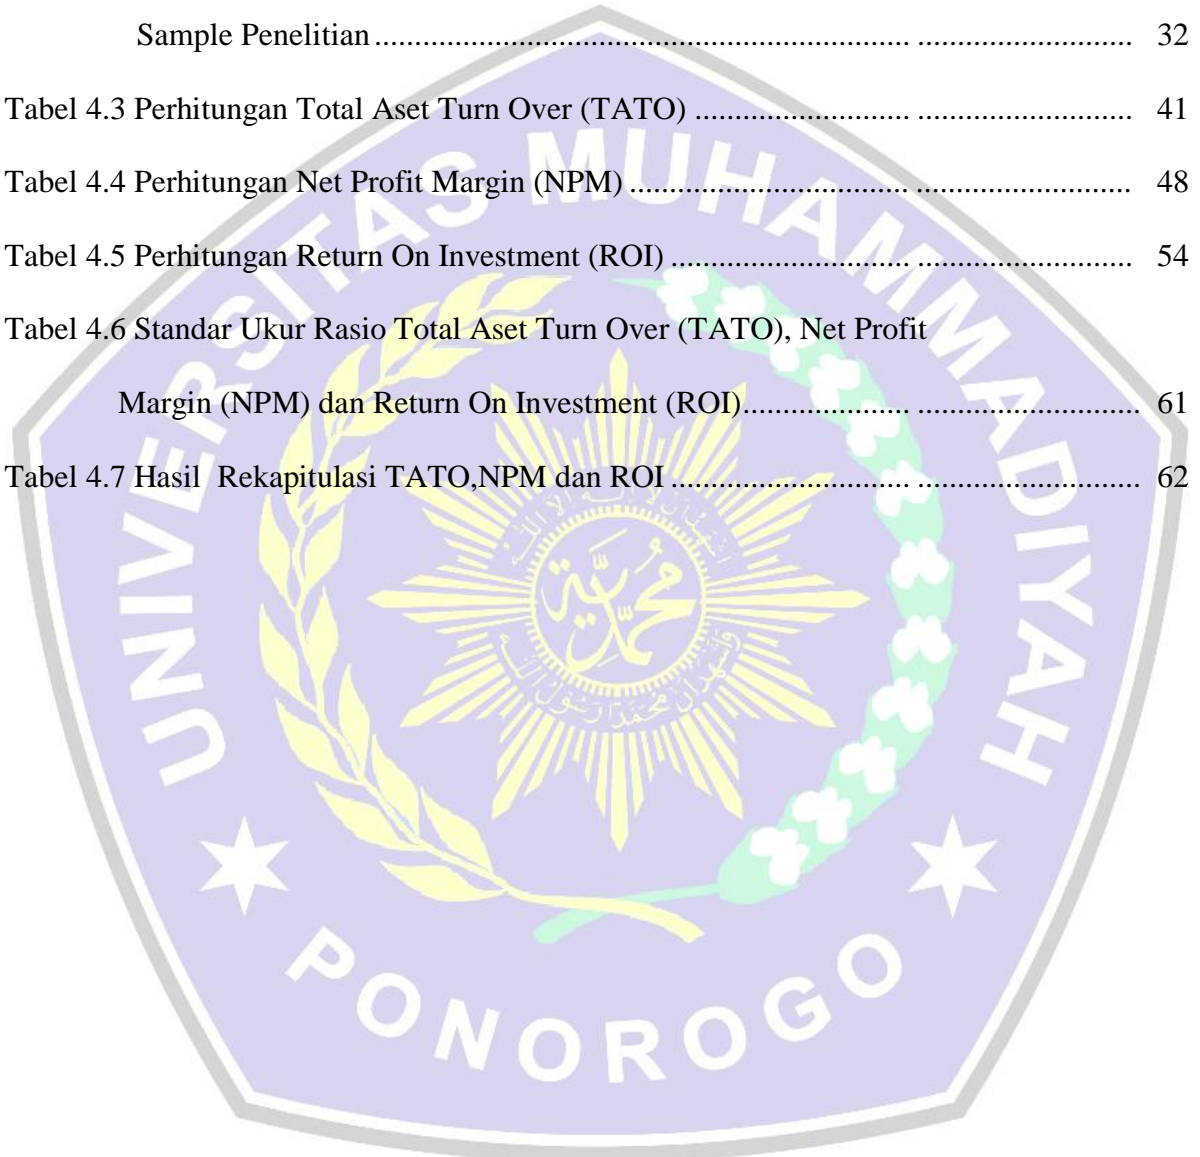 Sample Penelitian .................................................................. ........................... 32
Tabel 4.3 Perhitungan Total Aset Turn Over (TATO) ........................... ........................... 41
Tabel 4.4 Perhitungan Net Profit Margin (NPM) ................................... ........................... 48
Tabel 4.5 Perhitungan Return On Investment (ROI) .............................. ........................... 54
Tabel 4.6 Standar Ukur Rasio Total Aset Turn Over (TATO), Net Profit
Margin (NPM) dan Return On Investment (ROI)..................... ............................ 61
Tabel 4.7 Hasil  Rekapitulasi TATO,NPM dan ROI .............................. ............................ 62
UNIVERSITAS MUHAMMADIYAH
محمدية
PONOROGO